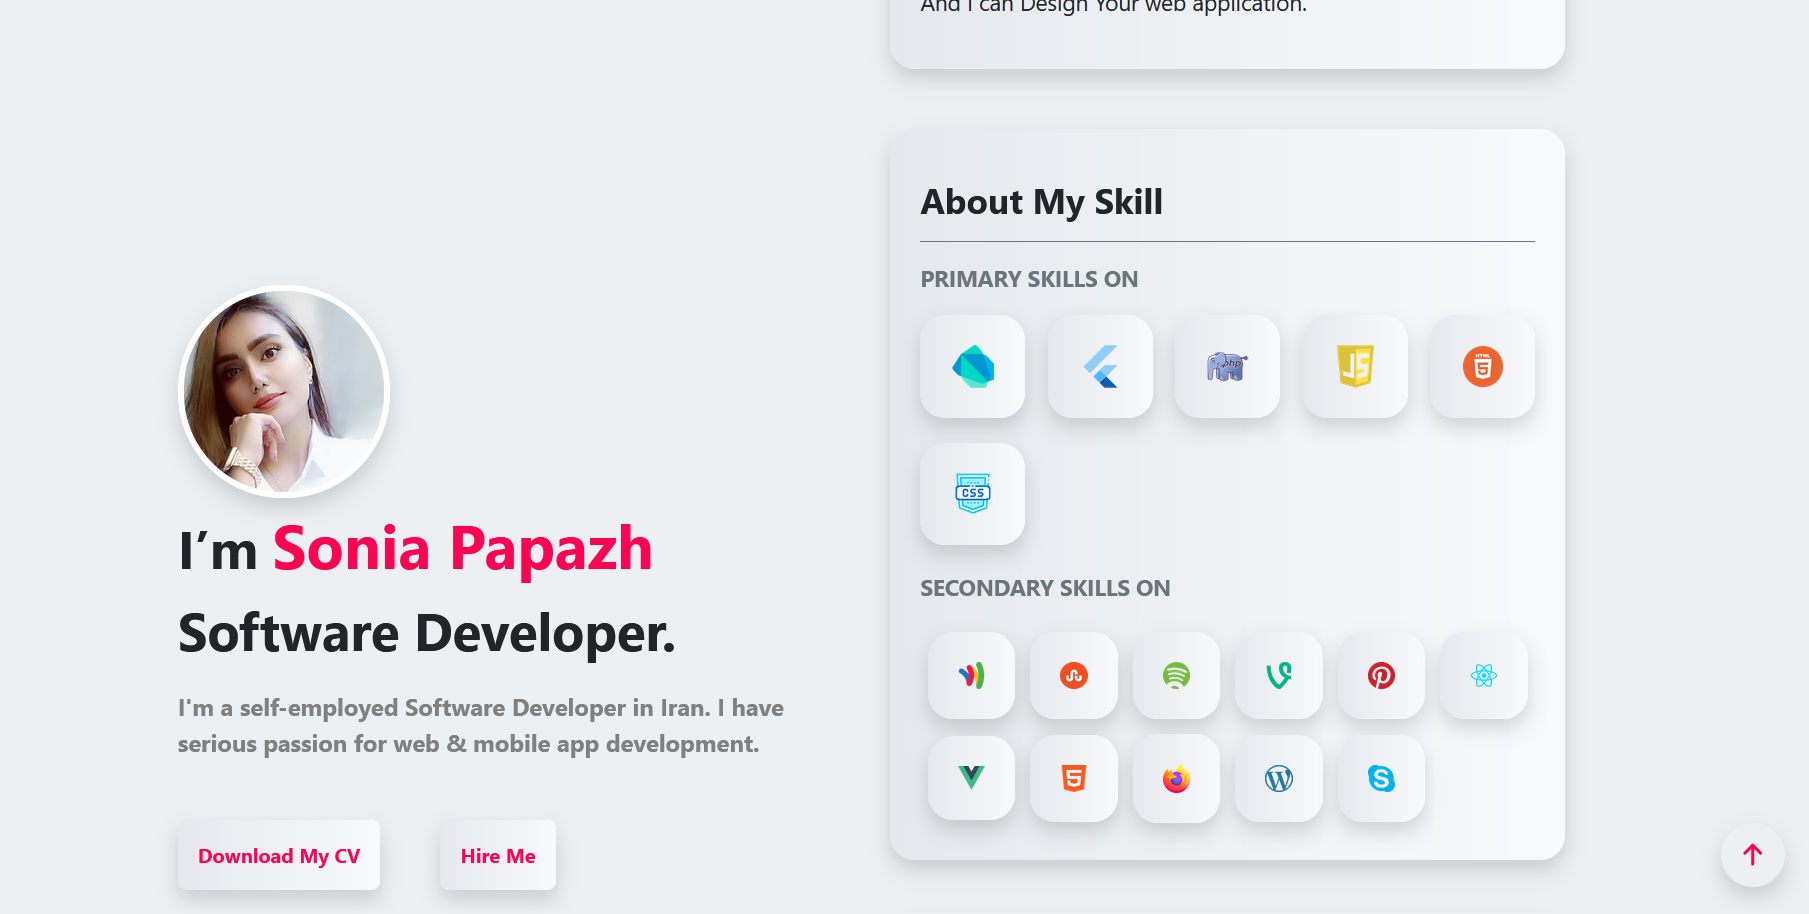 And I can Design Your web application.
About My Skill
PRIMARY SKILLS ON
php
JS
HTML
5
CSS
SECONDARY SKILLS ON
5
I’m Sonia Papazh
Software Developer.
I'm a self-employed Software Developer in Iran. I have
serious passion for web & mobile app development.
Download My CV
Hire Me